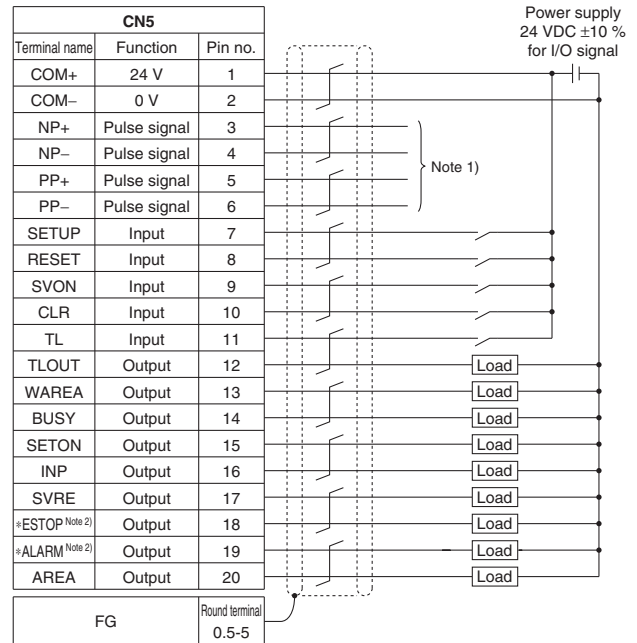 Power supply
24 VDC ±10 %
for I/O signal
CN5
Terminal name Function Pin no.
COM+ 24 V 1
COM− 0 V 2
NP+ Pulse signal 3
NP− Pulse signal 4
PP+ Pulse signal 5
PP− Pulse signal 6
Note 1)
SETUP Input 7
RESET Input 8
SVON Input 9
CLR Input 10
TL Input 11
TLOUT Output 12 Load
WAREA Output 13 Load
BUSY Output 14 Load
SETON Output 15 Load
INP Output 16 Load
SVRE Output 17 Load
∗ESTOP Note 2) Output 18 Load
∗ALARM Note 2) Output 19 Load
AREA Output 20 Load
FG Round terminal
0.5-5